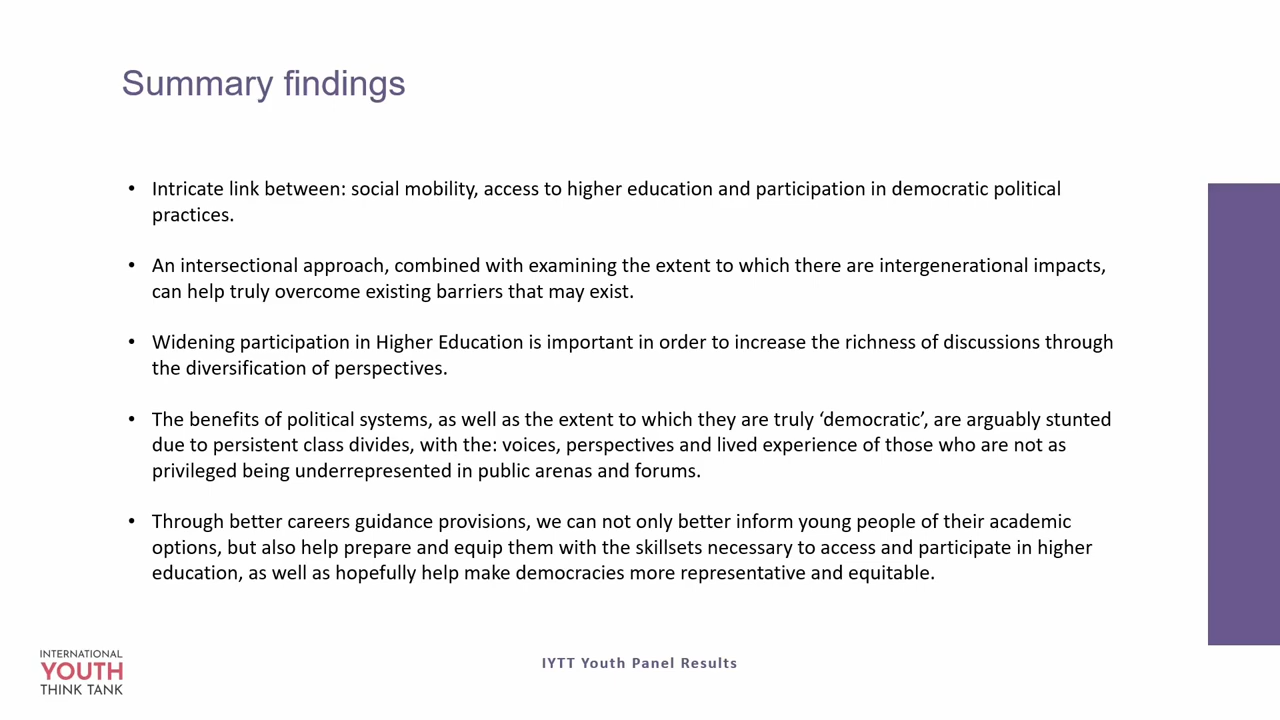 Summary findings
• Intricate link between: social mobility, access to higher education and participation in democratic political
practices.
• An intersectional approach, combined with examining the extent to which there are intergenerational impacts,
can help truly overcome existing barriers that may exist.
• Widening participation in Higher Education is important in order to increase the richness of discussions through
the diversification of perspectives.
• The benefits of political systems, as well as the extent to which they are truly ‘democratic’, are arguably stunted
due to persistent class divides, with the: voices, perspectives and lived experience of those who are not as
privileged being underrepresented in public arenas and forums.
• Through better careers guidance provisions, we can not only better inform young people of their academic
options, but also help prepare and equip them with the skillsets necessary to access and participate in higher
education, as well as hopefully help make democracies more representative and equitable.
INTERNATIONAL
YOUTH
THINK TANK
IYTT Youth Panel Results